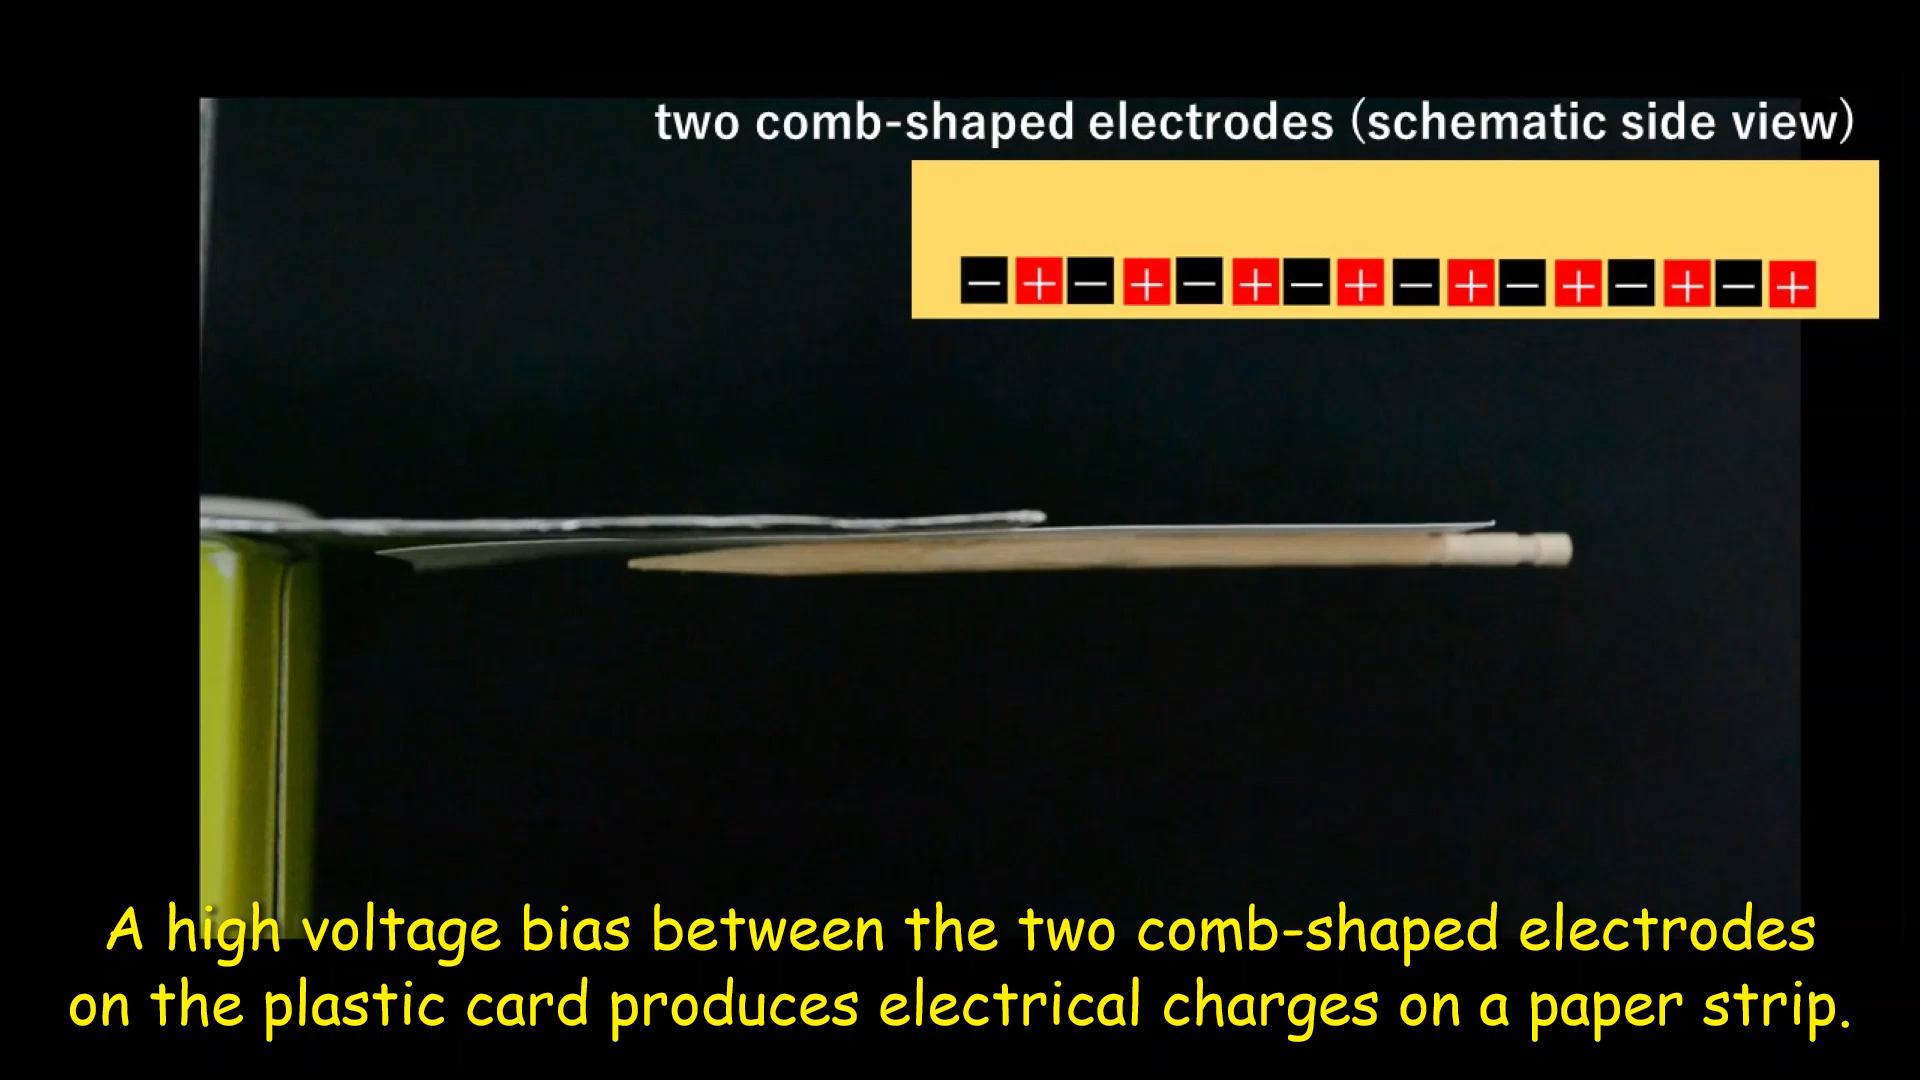 two comb-shaped electrodes (schematic side view)
− + − + − + − + − + − + − + − +
A high voltage bias between the two comb-shaped electrodes
on the plastic card produces electrical charges on a paper strip.